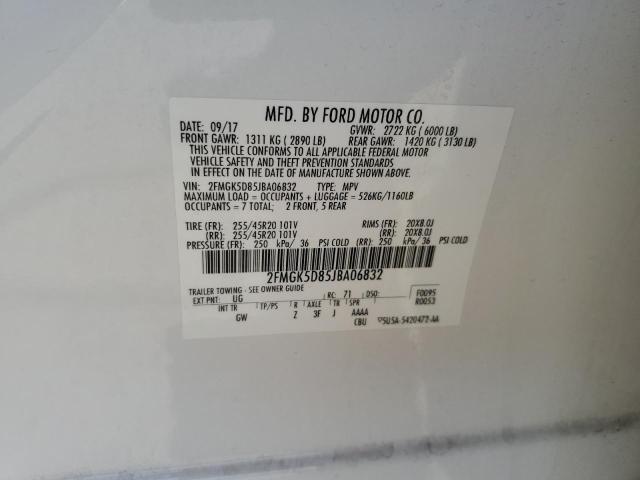 MFD. BY FORD MOTOR CO.
DATE: 09/17 GVWR: 2722 KG ( 6000 LB)
FRONT GAWR: 1311 KG ( 2890 LB) REAR GAWR: 1420 KG ( 3130 LB)
THIS VEHICLE CONFORMS TO ALL APPLICABLE FEDERAL MOTOR
VEHICLE SAFETY AND THEFT PREVENTION STANDARDS
IN EFFECT ON THE DATE OF MANUFACTURE SHOWN ABOVE.
VIN: 2FMGK5D85JBA06832 TYPE: MPV
MAXIMUM LOAD = OCCUPANTS + LUGGAGE = 526KG/1160LB
OCCUPANTS = 7 TOTAL; 2 FRONT, 5 REAR
TIRE (FR): 255/45R20 101V RIMS (FR): 20X8.0J
(RR): 255/45R20 101V (RR): 20X8.0J
PRESSURE (FR): 250 kPa/ 36 PSI COLD (RR): 250 kPa/ 36 PSI COLD
2FMGK5D85JBA06832
TRAILER TOWING - SEE OWNER GUIDE
EXT PNT: UG RC: 71 DSO: F0095
R0053
INT TR TP/PS R AXLE TR SPR
GW Z 3F J AAAA
CBU 5U5A-5420472-AA